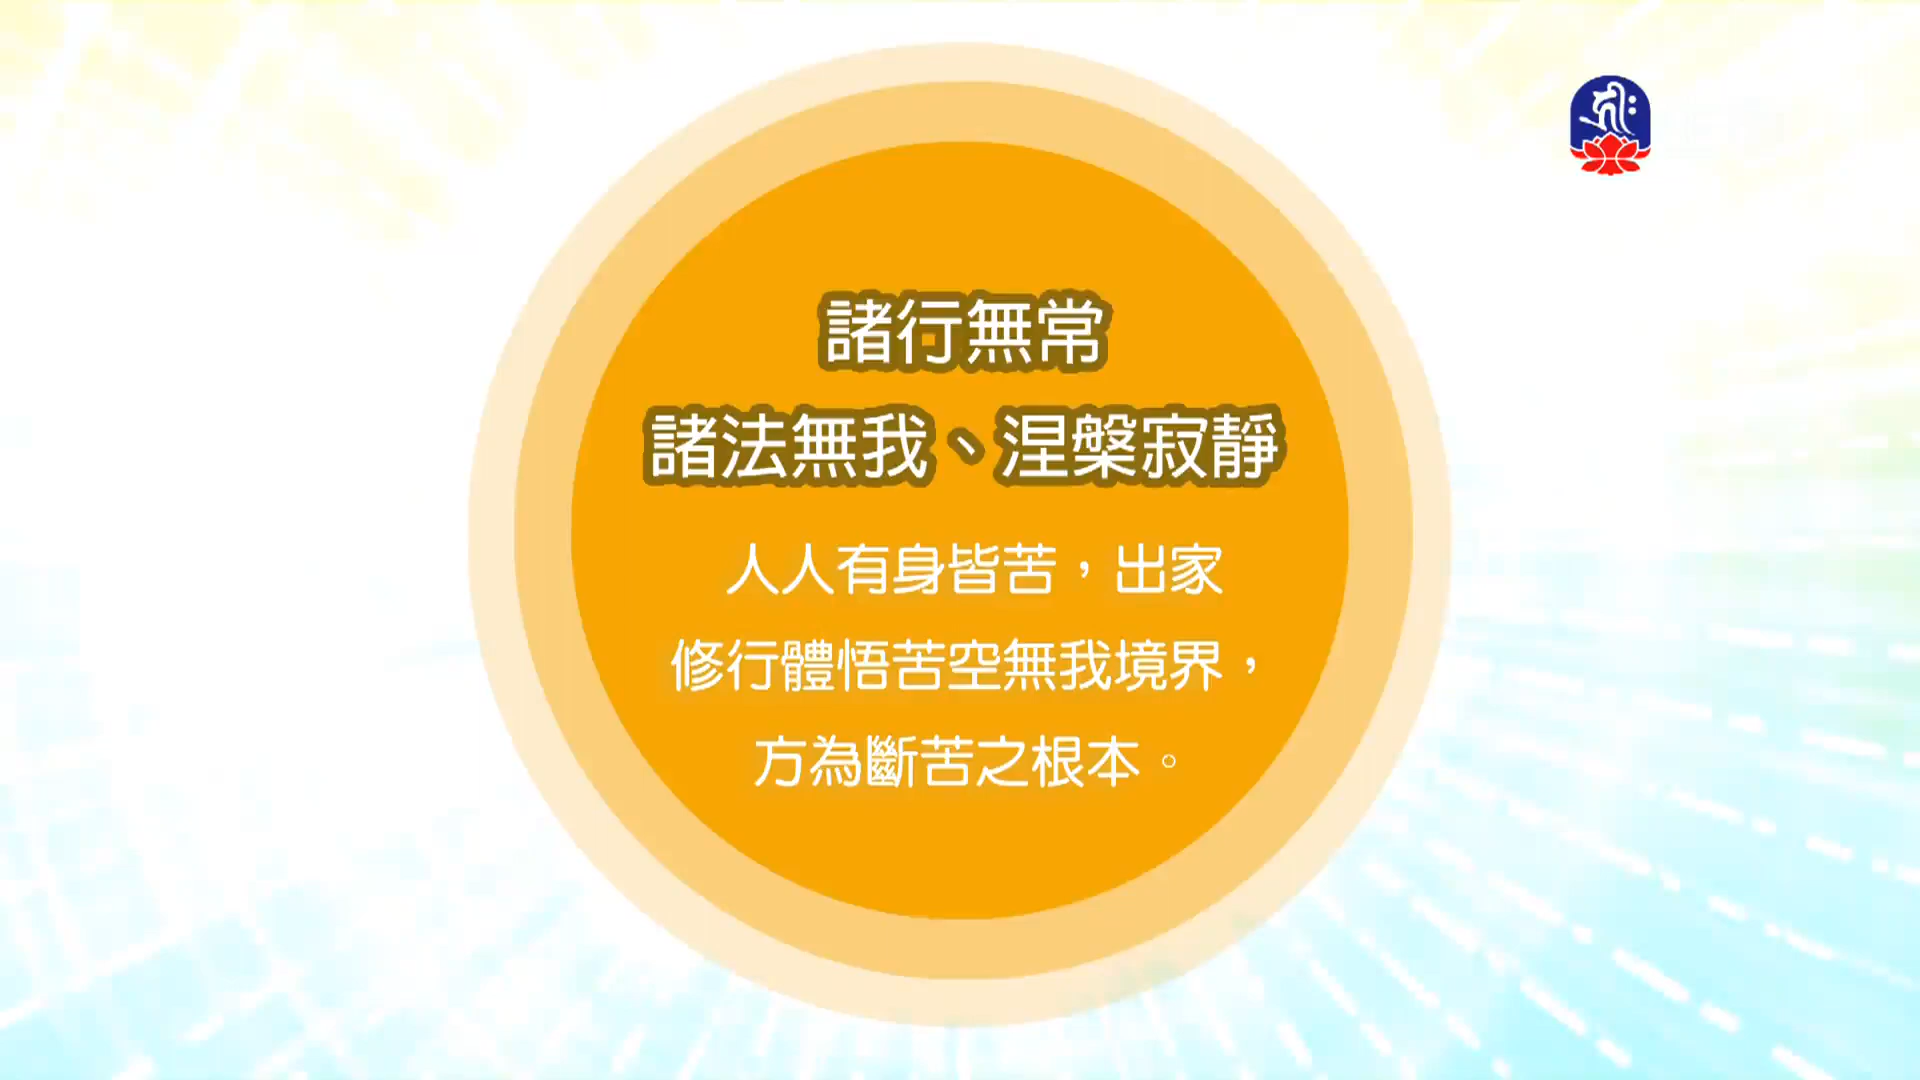 諸行無常
諸法無我、涅槃寂靜
人人有身皆苦，出家
修行體悟苦空無我境界，
方為斷苦之根本。